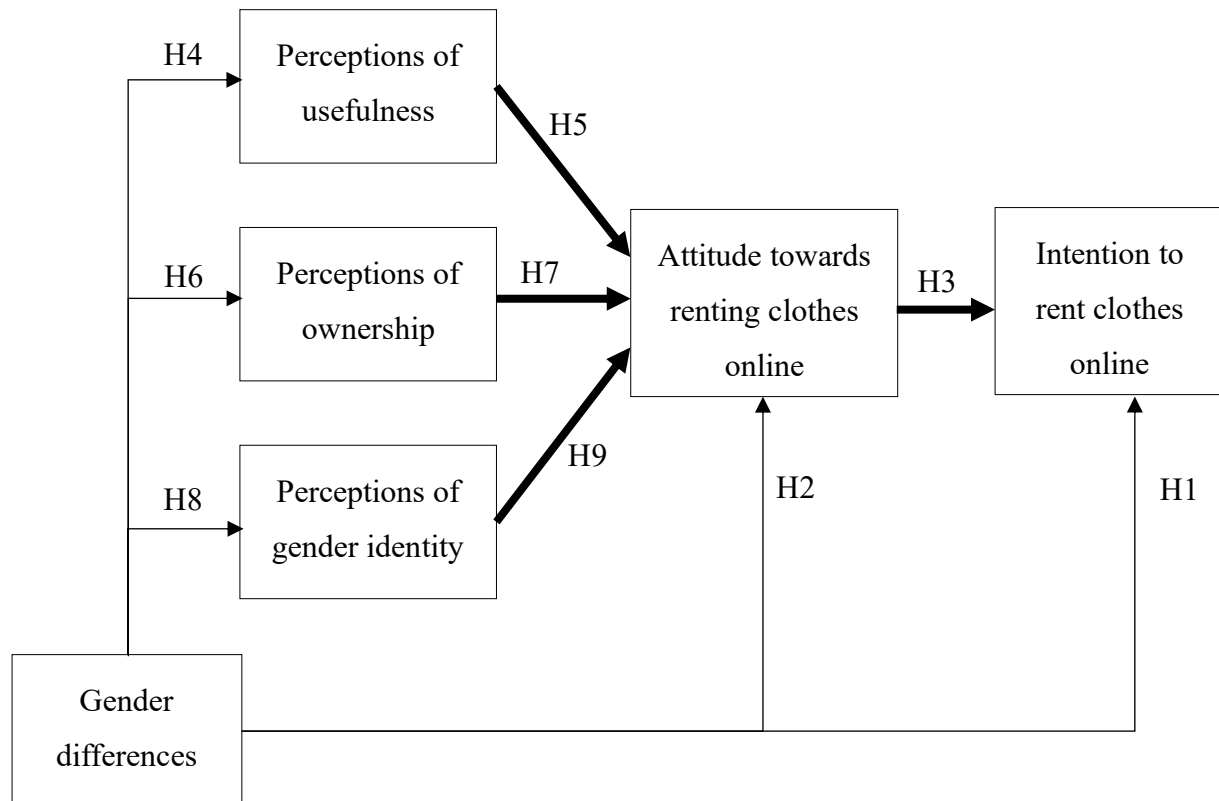 H4
Perceptions of
usefulness
H5
H6
Perceptions of
ownership
H7
Attitude towards
renting clothes
online
H3
Intention to
rent clothes
online
H8
Perceptions of
gender identity
H9
H2
H1
Gender
differences